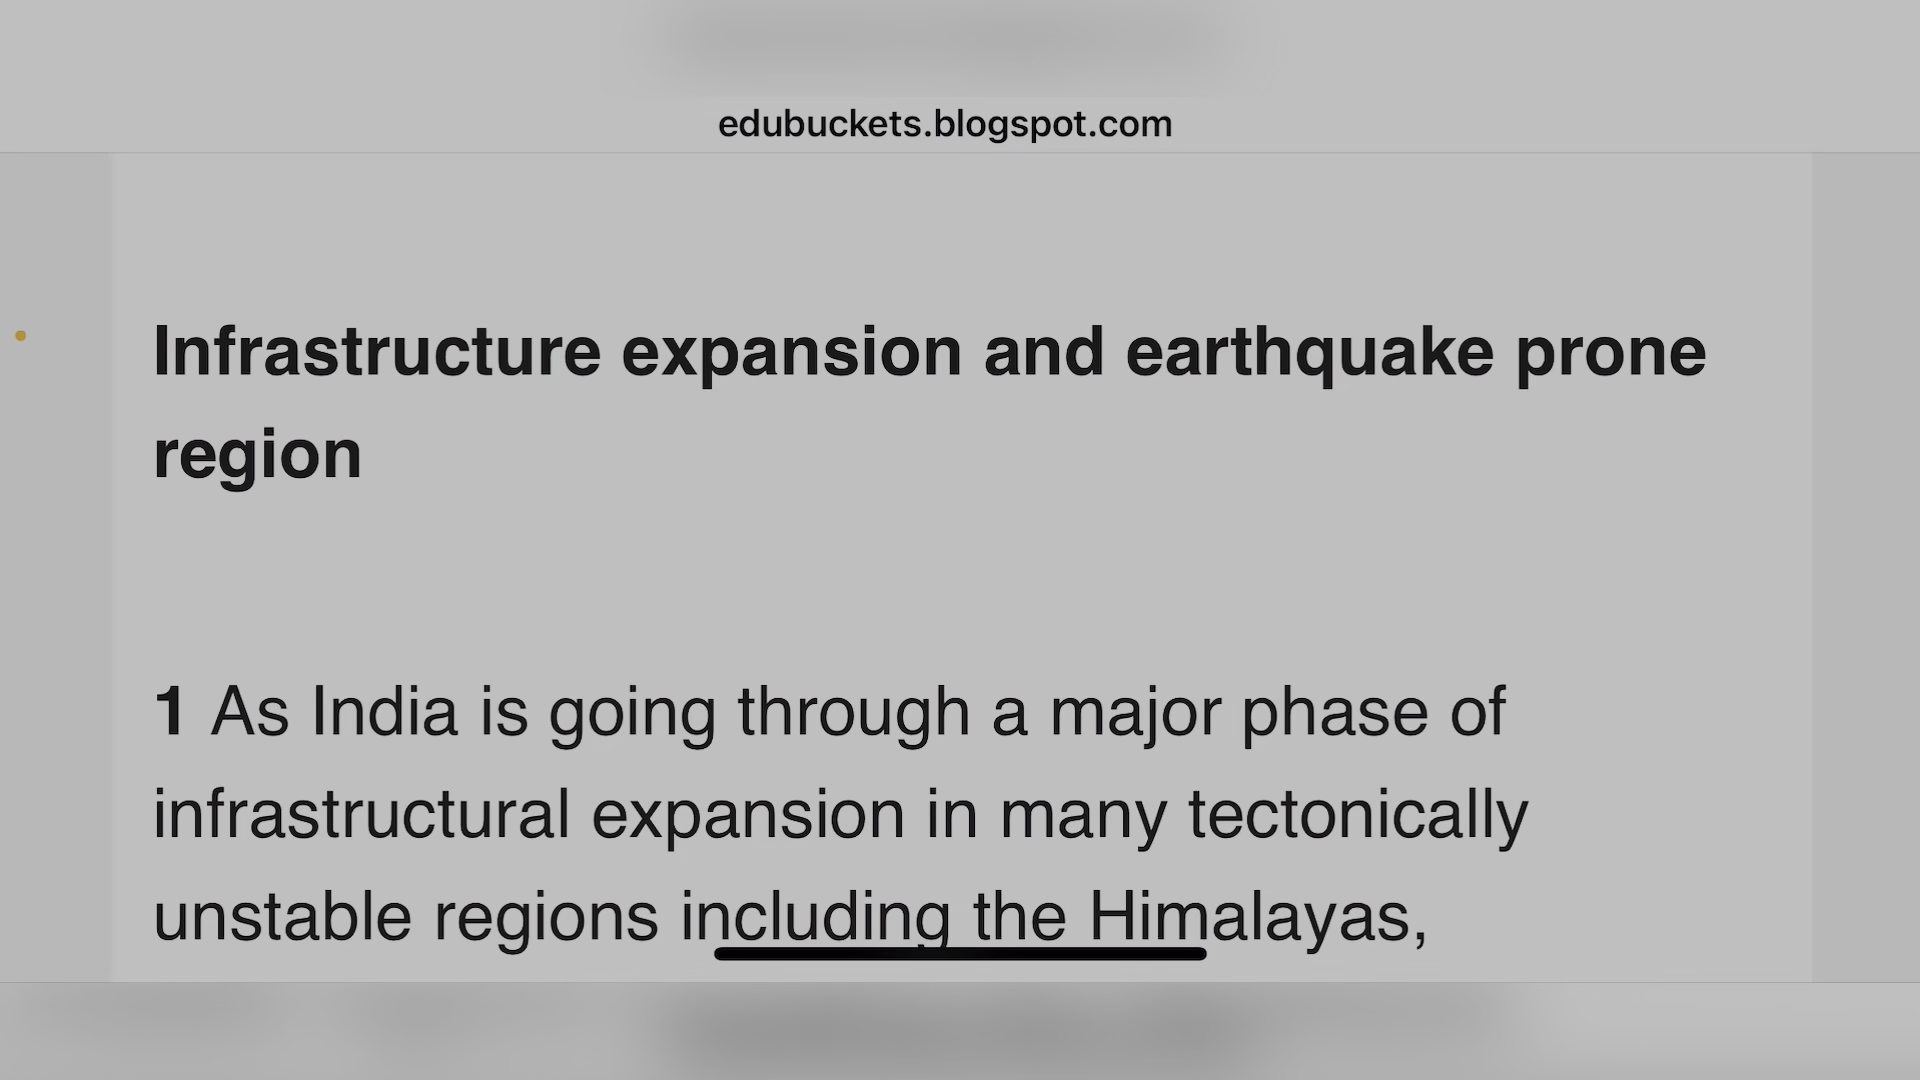 edubuckets.blogspot.com
Infrastructure expansion and earthquake prone
region
1 As India is going through a major phase of
infrastructural expansion in many tectonically
unstable regions including the Himalayas,